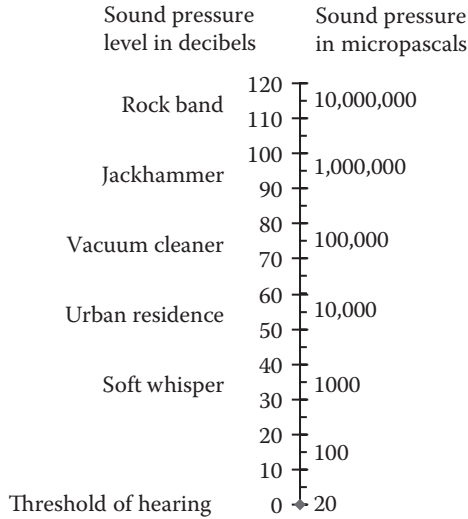 Sound pressure
level in decibels
Sound pressure
in micropascals
120
Rock band
10,000,000
110
100
Jackhammer
1,000,000
90
80
Vacuum cleaner
100,000
70
60
Urban residence
10,000
50
40
Soft whisper
1000
30
20
100
10
Threshold of hearing
0
20